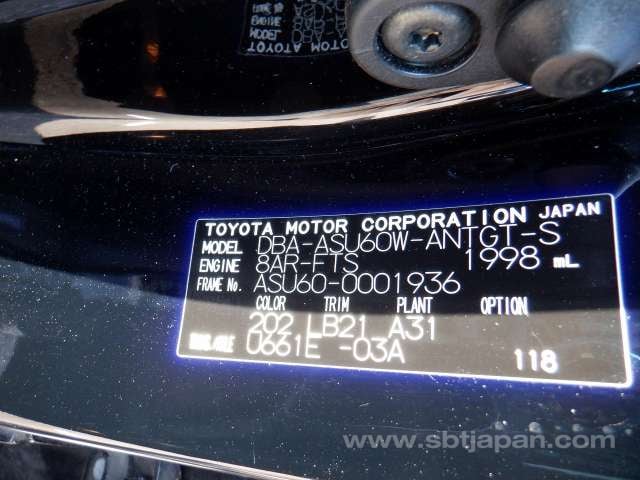 TOYOTA MOTOR CORPORATION JAPAN
MODEL DBA-ASU60W-ANTGT-S
ENGINE 8AR-FTS 1998 mL
FRAME No. ASU60-0001936
COLOR TRIM PLANT OPTION
202 LB21 A31
U661E -03A 118
www.sbtjapan.com